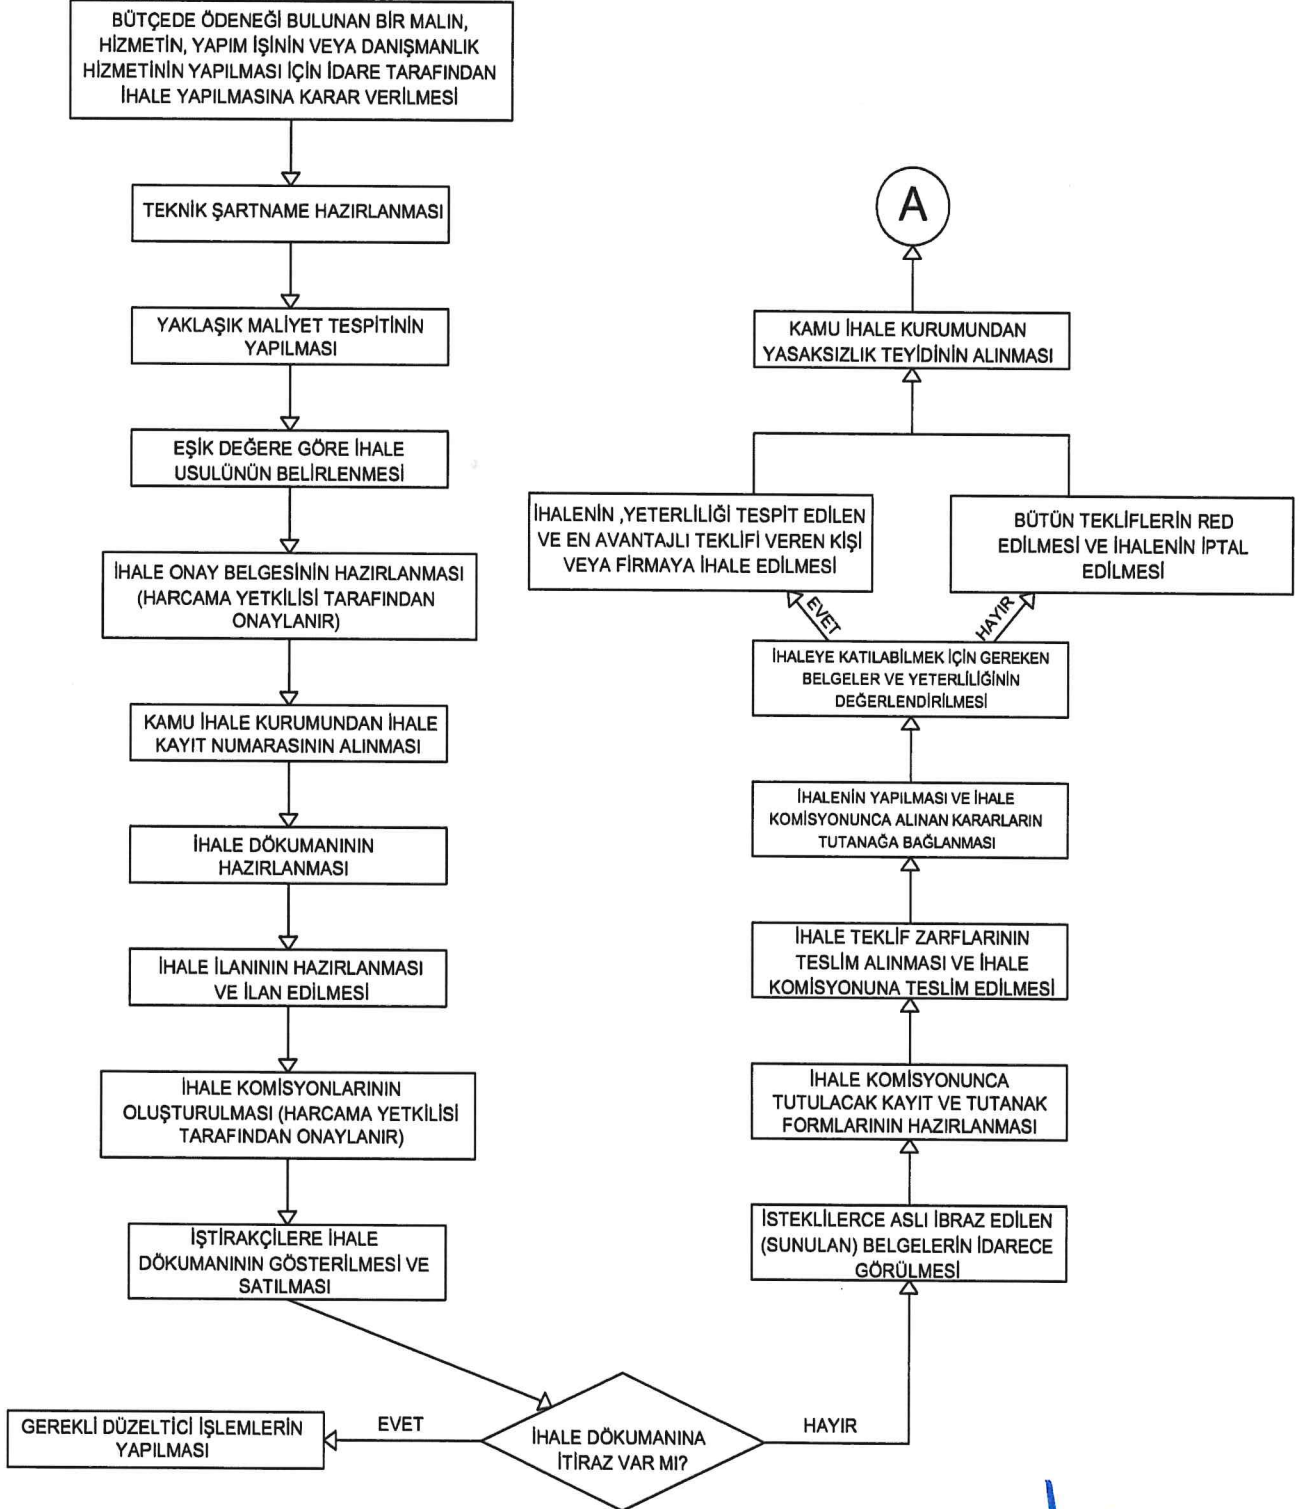 BÜTÇEDE ÖDENEĞİ BULUNAN BİR MALIN,
HİZMETİN, YAPIM İŞİNİN VEYA DANIŞMANLIK
HİZMETİNİN YAPILMASI İÇİN İDARE TARAFINDAN
İHALE YAPILMASINA KARAR VERİLMESİ
TEKNİK ŞARTNAME HAZIRLANMASI
YAKLAŞIK MALİYET TESPİTİNİN
YAPILMASI
EŞİK DEĞERE GÖRE İHALE
USULÜNÜN BELİRLENMESİ
İHALE ONAY BELGESİNİN HAZIRLANMASI
(HARCAMA YETKİLİSİ TARAFINDAN
ONAYLANIR)
KAMU İHALE KURUMUNDAN İHALE
KAYIT NUMARASININ ALINMASI
İHALE DÖKUMANININ
HAZIRLANMASI
İHALE İLANININ HAZIRLANMASI
VE İLAN EDİLMESİ
İHALE KOMİSYONLARININ
OLUŞTURULMASI (HARCAMA YETKİLİSİ
TARAFINDAN ONAYLANIR)
İŞTİRAKÇİLERE İHALE
DÖKUMANININ GÖSTERİLMESİ VE
SATILMASI
İHALE DÖKUMANINA
İTİRAZ VAR MI?
EVET
GEREKLİ DÜZELTİCİ İŞLEMLERİN
YAPILMASI
HAYIR
İSTEKLİLERCE ASLI İBRAZ EDİLEN
(SUNULAN) BELGELERİN İDARECE
GÖRÜLMESİ
İHALE KOMİSYONUNCA
TUTULACAK KAYIT VE TUTANAK
FORMLARININ HAZIRLANMASI
İHALE TEKLİF ZARFLARININ
TESLİM ALINMASI VE İHALE
KOMİSYONUNA TESLİM EDİLMESİ
İHALENİN YAPILMASI VE İHALE
KOMİSYONUNCA ALINAN KARARLARIN
TUTANAĞA BAĞLANMASI
İHALEYE KATILABİLMEK İÇİN GEREKEN
BELGELER VE YETERLİLİĞİNİN
DEĞERLENDİRİLMESİ
EVET
HAYIR
İHALENİN ,YETERLİLİĞİ TESPİT EDİLEN
VE EN AVANTAJLI TEKLİFİ VEREN KİŞİ
VEYA FİRMAYA İHALE EDİLMESİ
BÜTÜN TEKLİFLERİN RED
EDİLMESİ VE İHALENİN İPTAL
EDİLMESİ
KAMU İHALE KURUMUNDAN
YASAKSIZLIK TEYİDİNİN ALINMASI
A